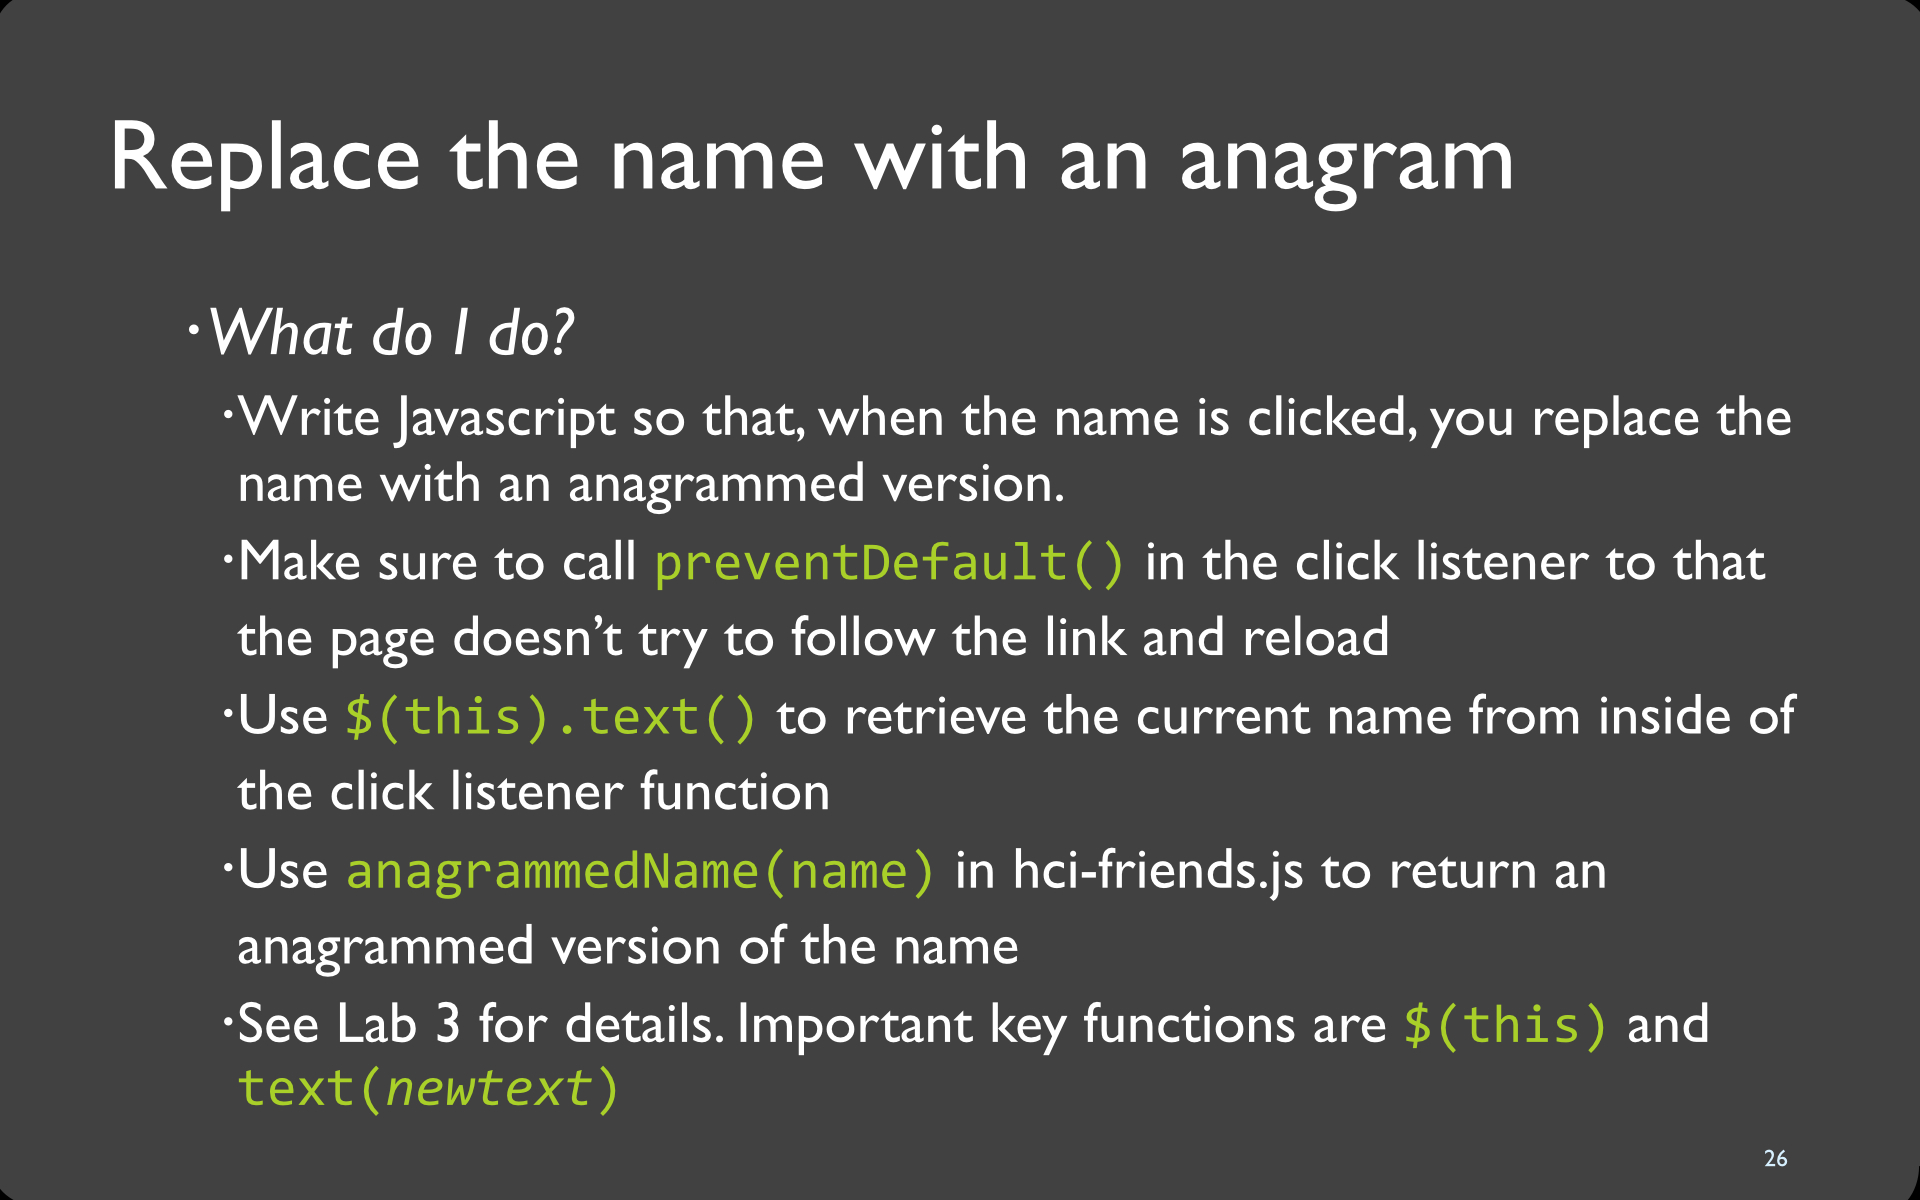 Replace the name with an anagram
•What do I do?
•Write Javascript so that, when the name is clicked, you replace the
name with an anagrammed version.
•Make sure to call preventDefault() in the click listener to that
the page doesn’t try to follow the link and reload
•Use $(this).text() to retrieve the current name from inside of
the click listener function
•Use anagrammedName(name) in hci-friends.js to return an
anagrammed version of the name
•See Lab 3 for details. Important key functions are $(this) and
text(newtext)
26